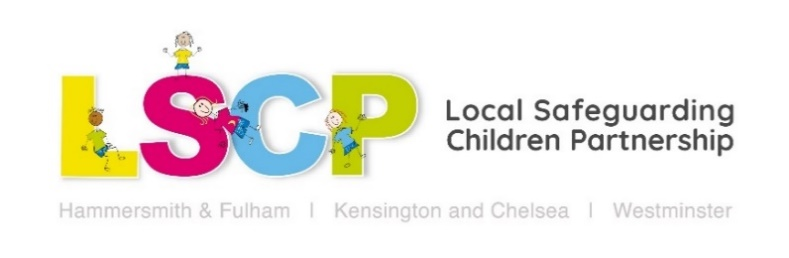 LSCP
Local Safeguarding
Children Partnership
Hammersmith & Fulham | Kensington and Chelsea | Westminster